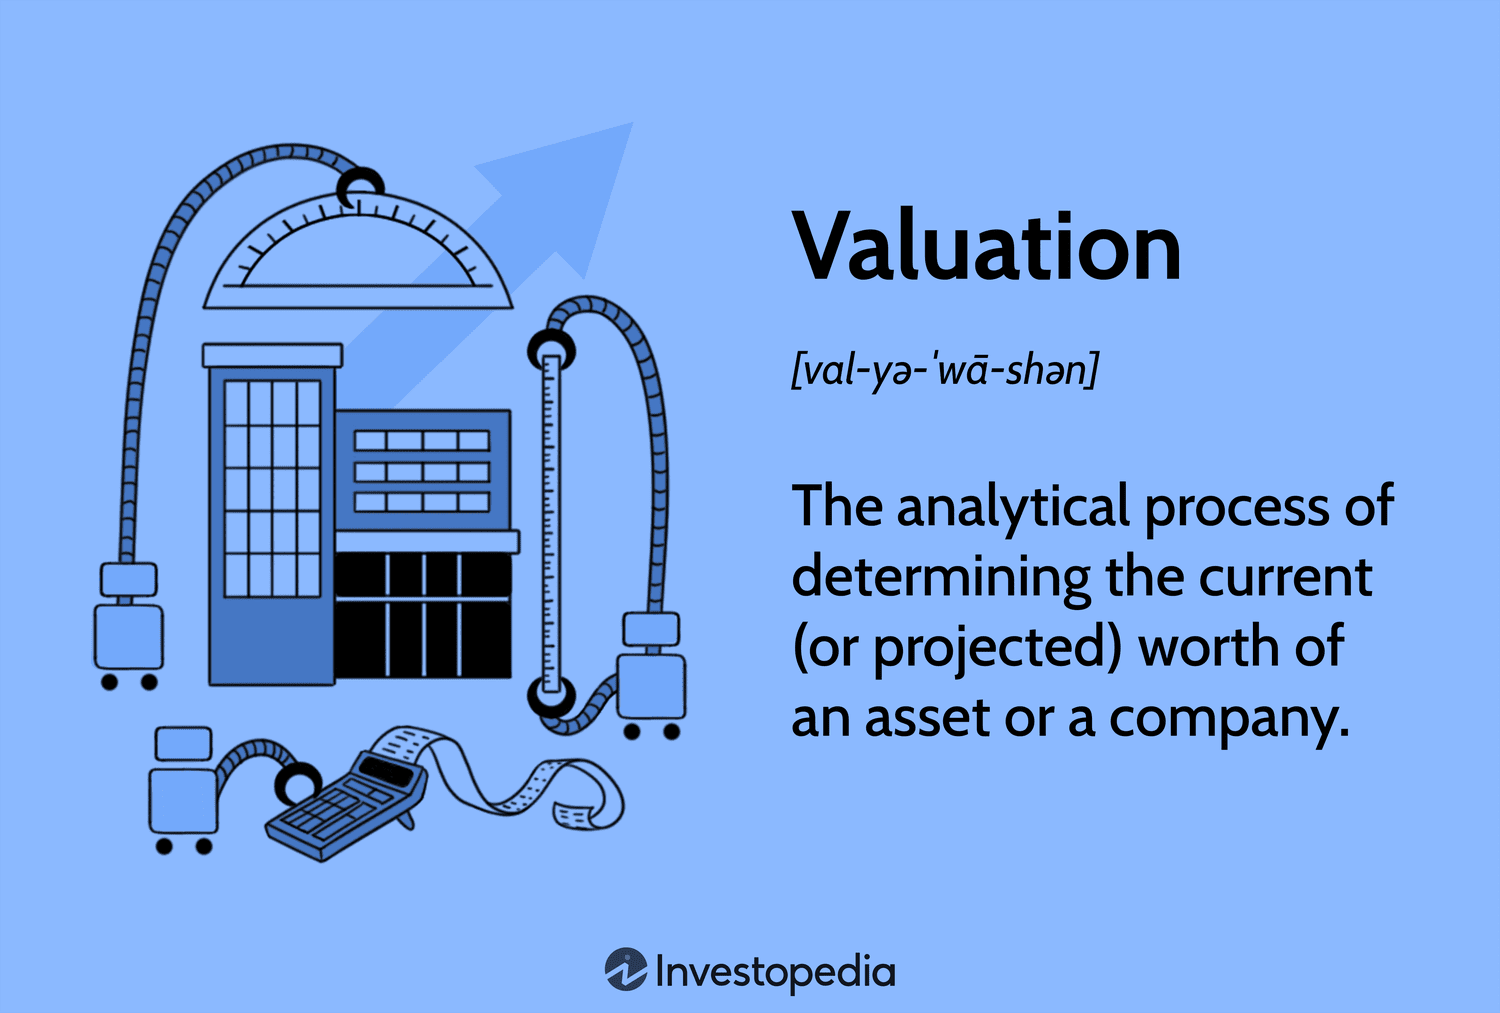 Valuation
[val-yə-ˈwā-shən]
The analytical process of
determining the current
(or projected) worth of
an asset or a company.
Investopedia